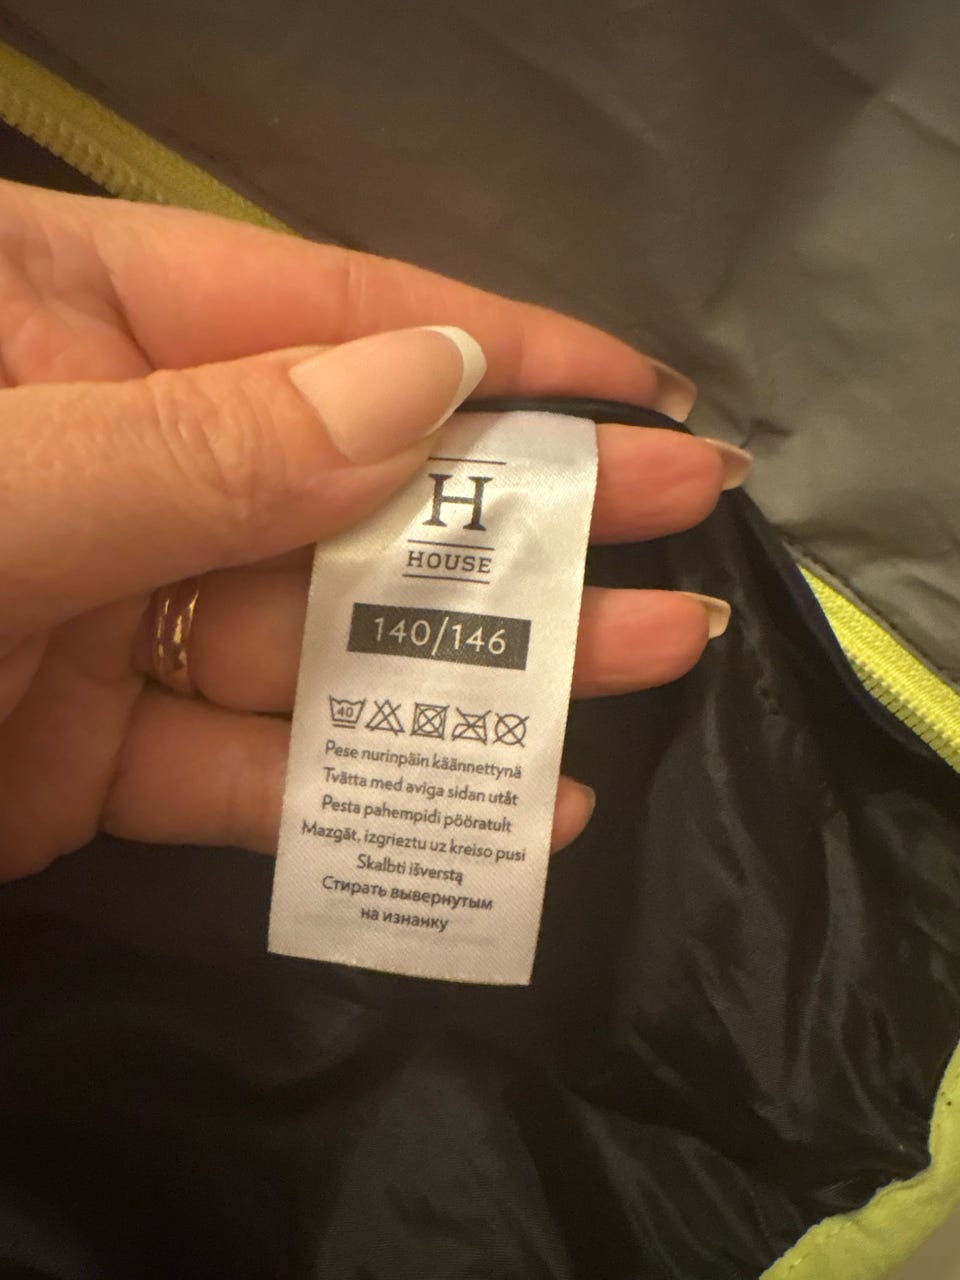 H
HOUSE
140/146
40
Pese nurinpäin käännettynä
Tvätta med aviga sidan utåt
Pesta pahempidi pööratult
Mazgāt, izgrieztu uz kreiso pusi
Skalbti išverstą
Стирать вывернутым
на изнанку